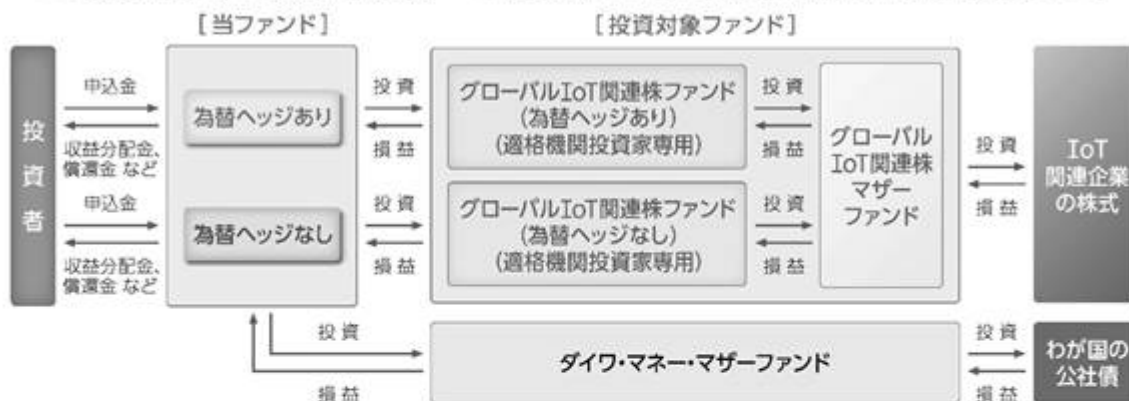 [当ファンド]
[投資対象ファンド]
投資者
申込金
収益分配金、
償還金 など
申込金
収益分配金、
償還金 など
為替ヘッジあり
為替ヘッジなし
投資
損益
投資
損益
グローバルIoT関連株ファンド
(為替ヘッジあり)
(適格機関投資家専用)
グローバルIoT関連株ファンド
(為替ヘッジなし)
(適格機関投資家専用)
投資
損益
投資
損益
グローバル
IoT関連株
マザー
ファンド
投資
損益
IoT
関連企業
の株式
投資
損益
ダイワ・マネー・マザーファンド
投資
損益
わが国の
公社債